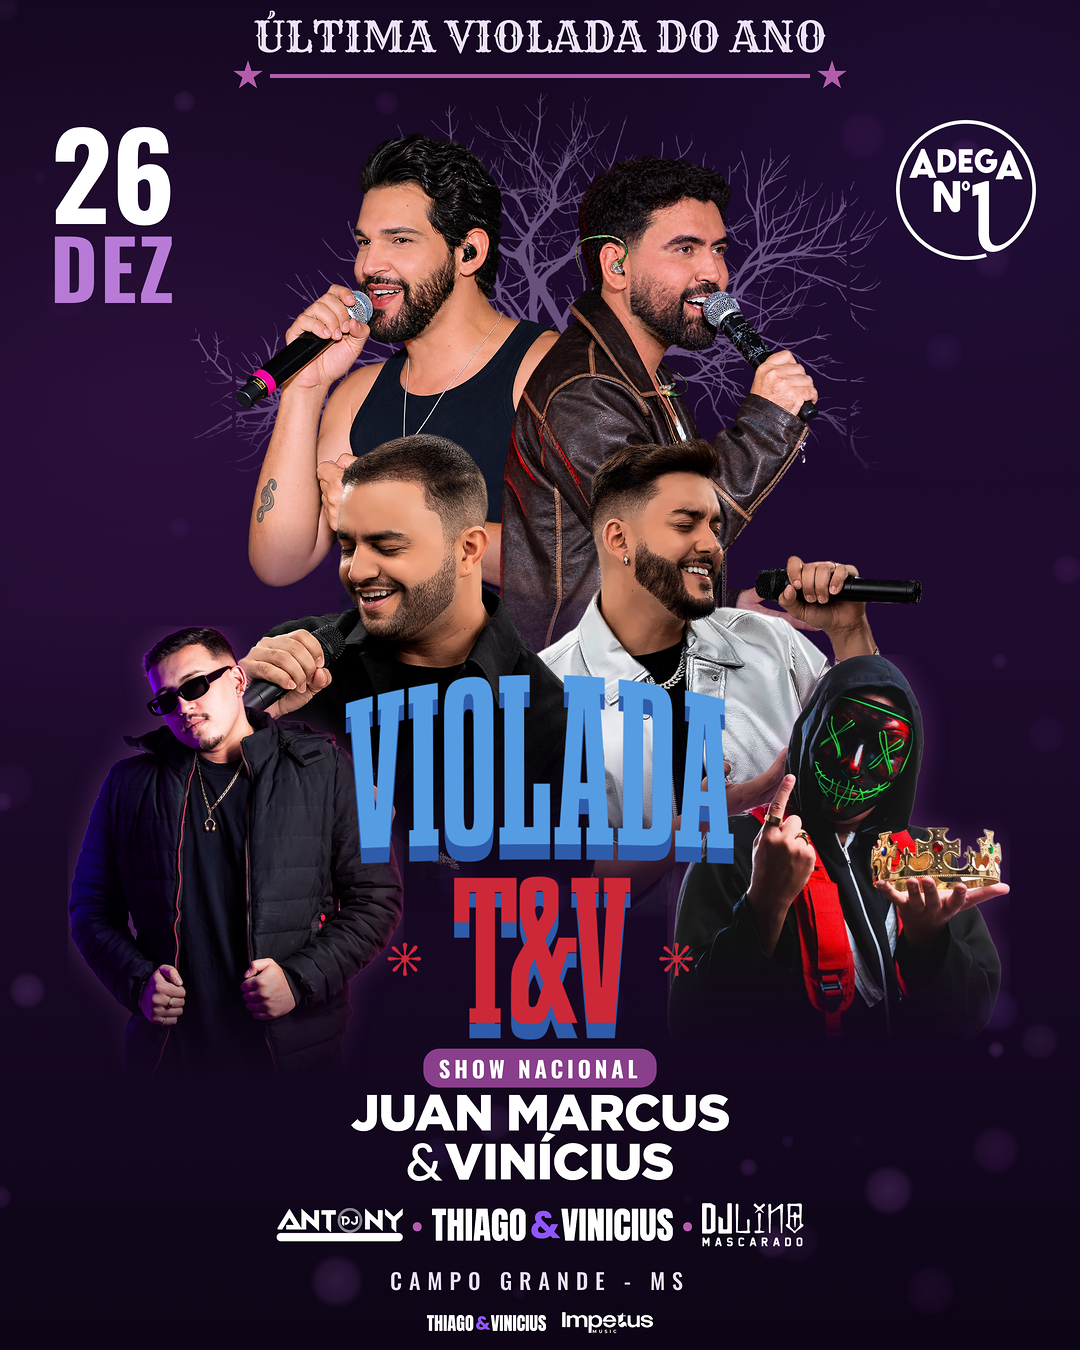 ÚLTIMA VIOLADA DO ANO
26
DEZ
ADEGA
Nº1
VIOLADA
T&V
SHOW NACIONAL
JUAN MARCUS
& VINÍCIUS
ANTONY DJ • THIAGO & VINICIUS • DJ LINO
MASCARADO
CAMPO GRANDE - MS
THIAGO & VINICIUS Impetus
MUSIC